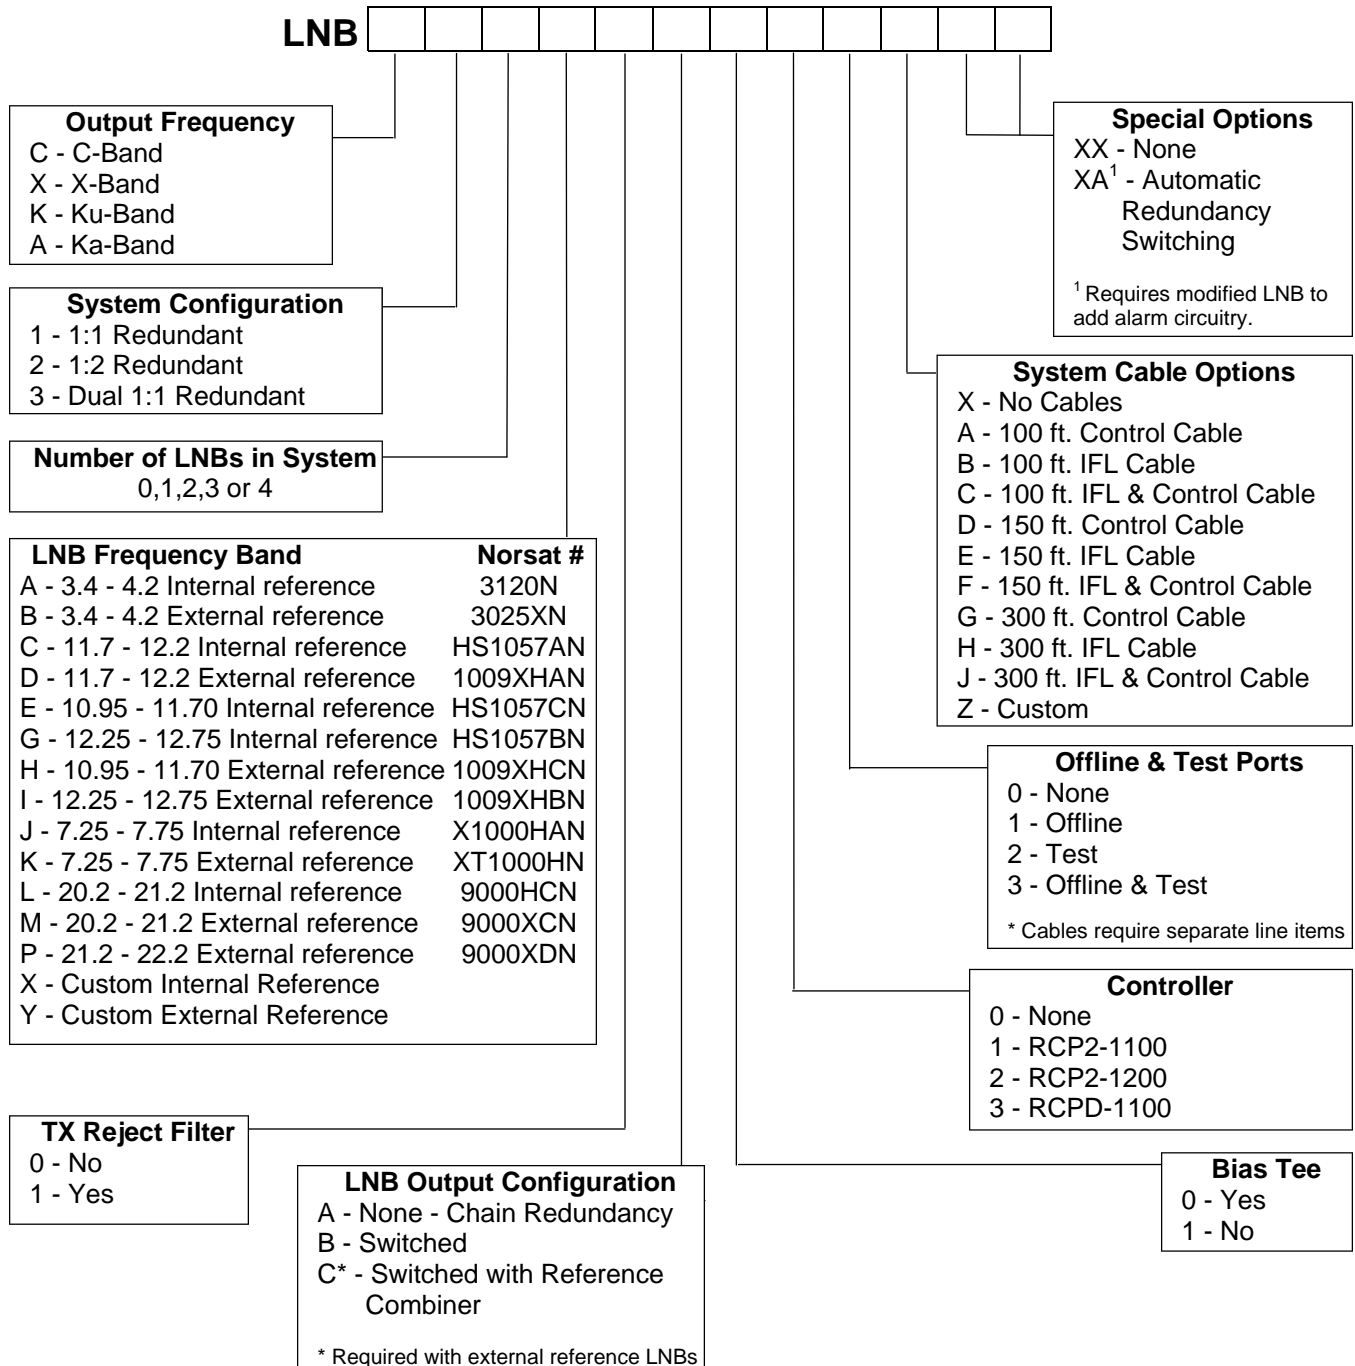 LNB
Output Frequency
C - C-Band
X - X-Band
K - Ku-Band
A - Ka-Band
System Configuration
1 - 1:1 Redundant
2 - 1:2 Redundant
3 - Dual 1:1 Redundant
Number of LNBs in System
0,1,2,3 or 4
LNB Frequency Band Norsat #
A - 3.4 - 4.2 Internal reference 3120N
B - 3.4 - 4.2 External reference 3025XN
C - 11.7 - 12.2 Internal reference HS1057AN
D - 11.7 - 12.2 External reference 1009XHAN
E - 10.95 - 11.70 Internal reference HS1057CN
G - 12.25 - 12.75 Internal reference HS1057BN
H - 10.95 - 11.70 External reference 1009XHCN
I - 12.25 - 12.75 External reference 1009XHBN
J - 7.25 - 7.75 Internal reference X1000HAN
K - 7.25 - 7.75 External reference XT1000HN
L - 20.2 - 21.2 Internal reference 9000HCN
M - 20.2 - 21.2 External reference 9000XCN
P - 21.2 - 22.2 External reference 9000XDN
X - Custom Internal Reference
Y - Custom External Reference
TX Reject Filter
0 - No
1 - Yes
LNB Output Configuration
A - None - Chain Redundancy
B - Switched
C* - Switched with Reference
Combiner
* Required with external reference LNBs
Special Options
XX - None
XA1 - Automatic
Redundancy
Switching
1 Requires modified LNB to
add alarm circuitry.
System Cable Options
X - No Cables
A - 100 ft. Control Cable
B - 100 ft. IFL Cable
C - 100 ft. IFL & Control Cable
D - 150 ft. Control Cable
E - 150 ft. IFL Cable
F - 150 ft. IFL & Control Cable
G - 300 ft. Control Cable
H - 300 ft. IFL Cable
J - 300 ft. IFL & Control Cable
Z - Custom
Offline & Test Ports
0 - None
1 - Offline
2 - Test
3 - Offline & Test
* Cables require separate line items
Controller
0 - None
1 - RCP2-1100
2 - RCP2-1200
3 - RCPD-1100
Bias Tee
0 - Yes
1 - No